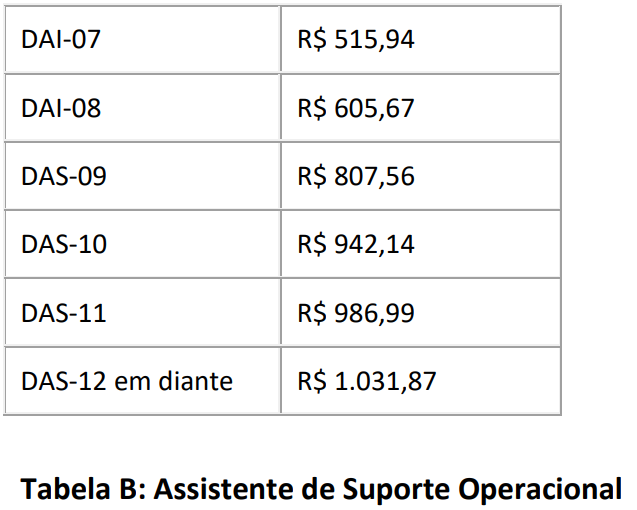 DAI-07 R$ 515,94
DAI-08 R$ 605,67
DAS-09 R$ 807,56
DAS-10 R$ 942,14
DAS-11 R$ 986,99
DAS-12 em diante R$ 1.031,87
Tabela B: Assistente de Suporte Operacional